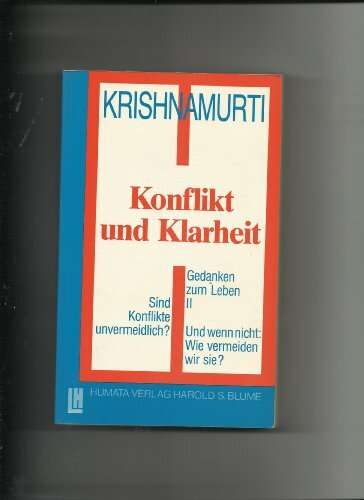 KRISHNAMURTI
Konflikt
und Klarheit
Gedanken
zum Leben
II
Sind
Konflikte
unvermeidlich?
Und wenn nicht:
Wie vermeiden
wir sie?
LH
HUMATA VERLAG HAROLD S. BLUME